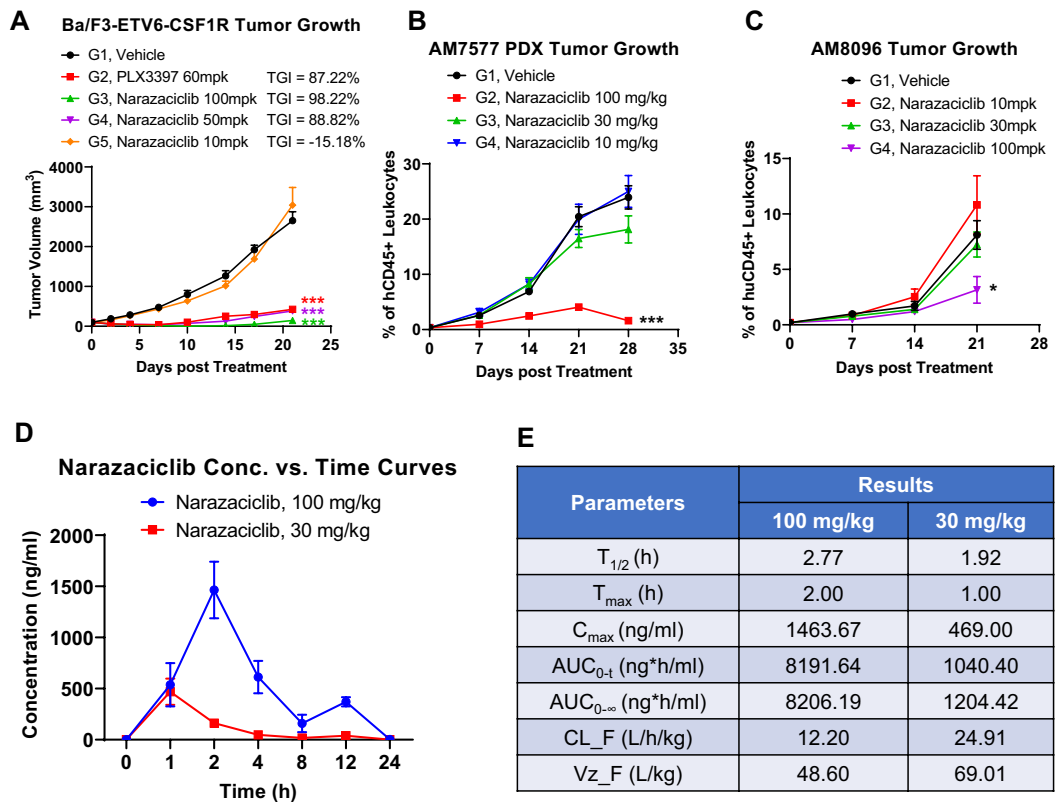 A
Ba/F3-ETV6-CSF1R Tumor Growth
G1, Vehicle
G2, PLX3397 60mpk TGI = 87.22%
G3, Narazaciclib 100mpk TGI = 98.22%
G4, Narazaciclib 50mpk TGI = 88.82%
G5, Narazaciclib 10mpk TGI = -15.18%
Tumor Volume (mm³)
4000
3000
2000
1000
0
***
***
***
0 5 10 15 20 25
Days post Treatment
B
AM7577 PDX Tumor Growth
G1, Vehicle
G2, Narazaciclib 100 mg/kg
G3, Narazaciclib 30 mg/kg
G4, Narazaciclib 10 mg/kg
% of hCD45+ Leukocytes
30
20
10
0
***
0 7 14 21 28 35
Days post Treatment
C
AM8096 Tumor Growth
G1, Vehicle
G2, Narazaciclib 10mpk
G3, Narazaciclib 30mpk
G4, Narazaciclib 100mpk
% of huCD45+ Leukocytes
15
10
5
0
*
0 7 14 21 28
Days post Treatment
D
Narazaciclib Conc. vs. Time Curves
Narazaciclib, 100 mg/kg
Narazaciclib, 30 mg/kg
Concentration (ng/ml)
2000
1500
1000
500
0
0 1 2 4 8 12 24
Time (h)
E
Parameters Results
100 mg/kg 30 mg/kg
T1/2 (h) 2.77 1.92
Tmax (h) 2.00 1.00
Cmax (ng/ml) 1463.67 469.00
AUC0-t (ng*h/ml) 8191.64 1040.40
AUC0-∞ (ng*h/ml) 8206.19 1204.42
CL_F (L/h/kg) 12.20 24.91
Vz_F (L/kg) 48.60 69.01